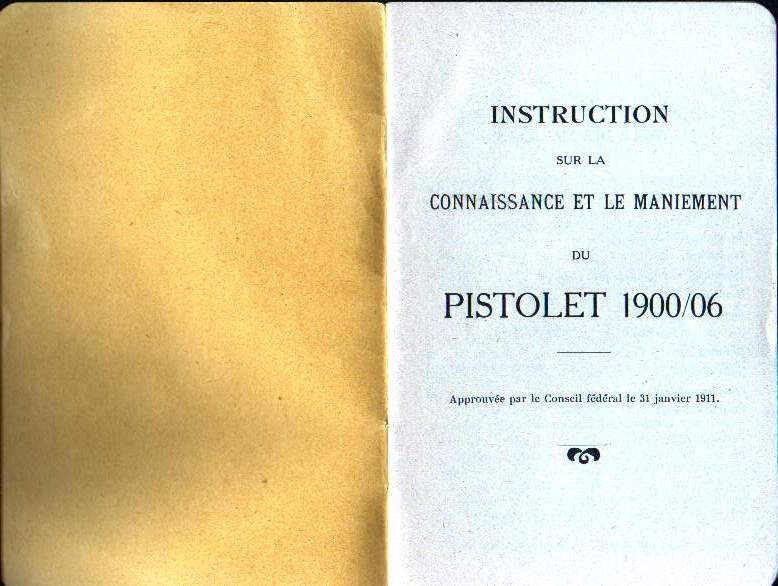 INSTRUCTION
SUR LA
CONNAISSANCE ET LE MANIEMENT
DU
PISTOLET 1900/06
Approuvée par le Conseil fédéral le 31 janvier 1911.